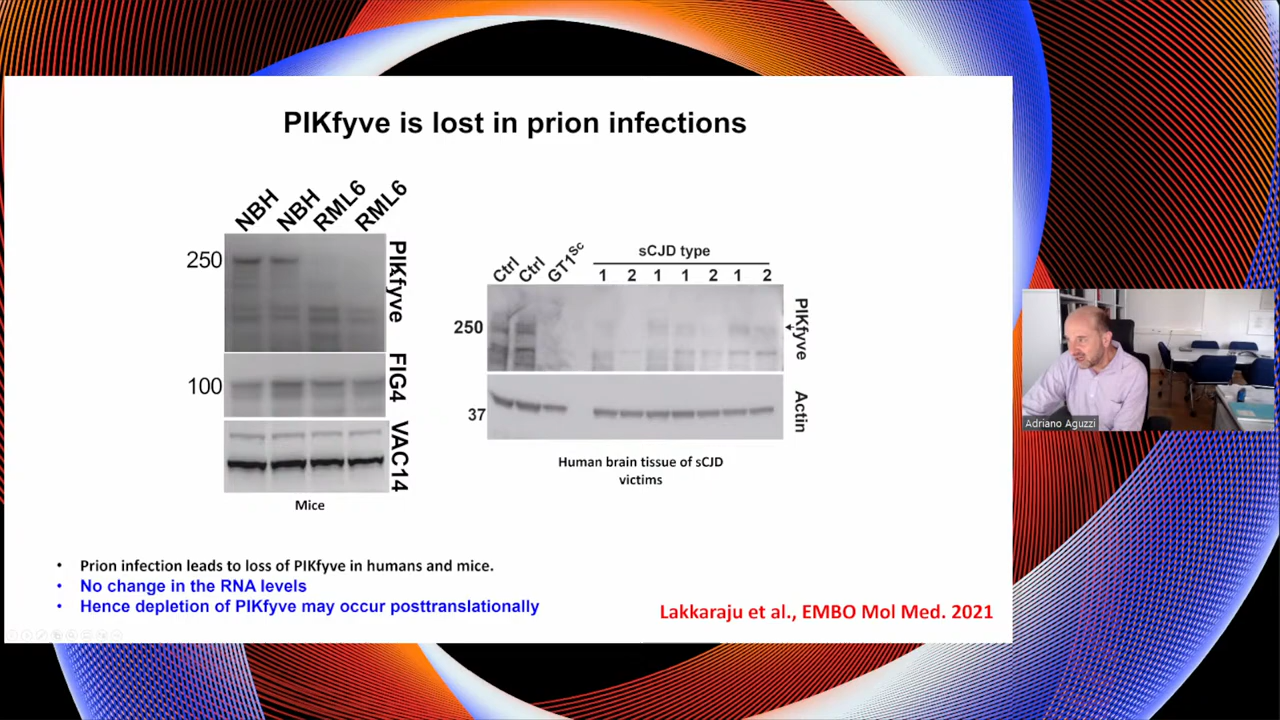 PIKfyve is lost in prion infections
NBH NBH RML6 RML6
250
PIKfyve
100
FIG4
VAC14
Mice
sCJD type
Ctrl Ctrl GT1Sc 1 2 1 1 2 1 2
250
PIKfyve
37
Actin
Human brain tissue of sCJD
victims
• Prion infection leads to loss of PIKfyve in humans and mice.
• No change in the RNA levels
• Hence depletion of PIKfyve may occur posttranslationally
Lakkaraju et al., EMBO Mol Med. 2021
Adriano Aguzzi